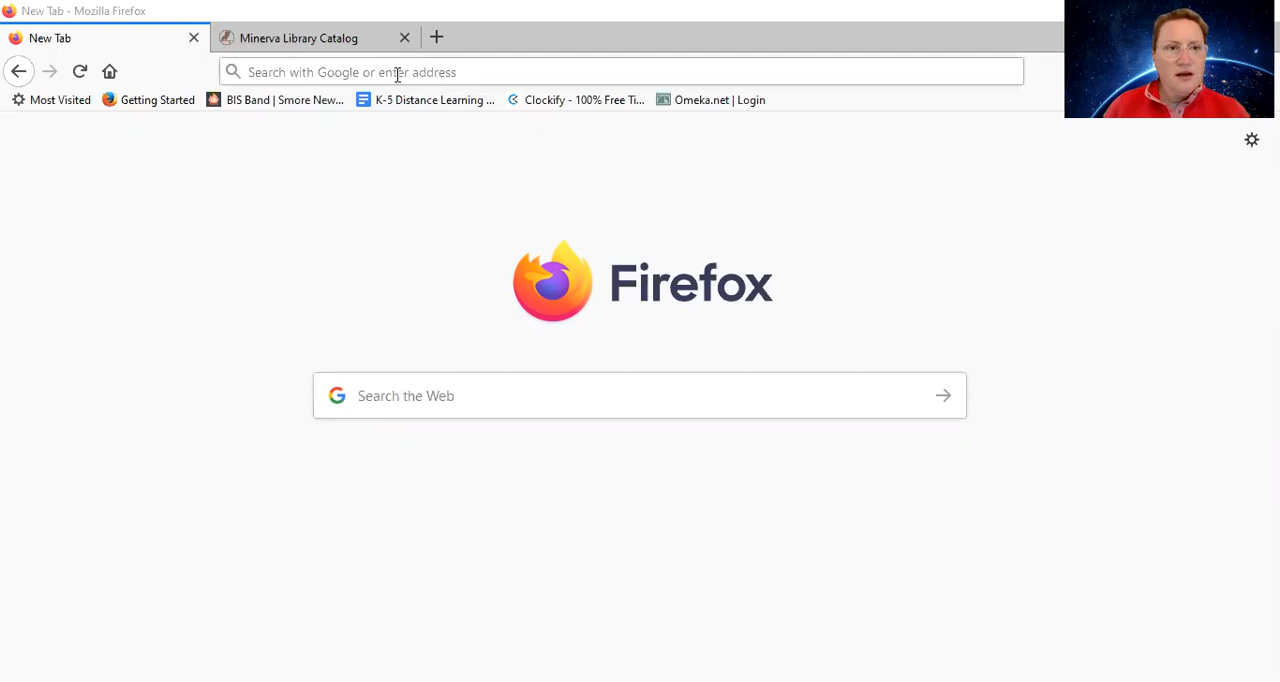 New Tab - Mozilla Firefox
New Tab
Minerva Library Catalog
Search with Google or enter address
Most Visited
Getting Started
BIS Band | Smore New...
K-5 Distance Learning ...
Clockify - 100% Free Ti...
Omeka.net | Login
Firefox
Search the Web